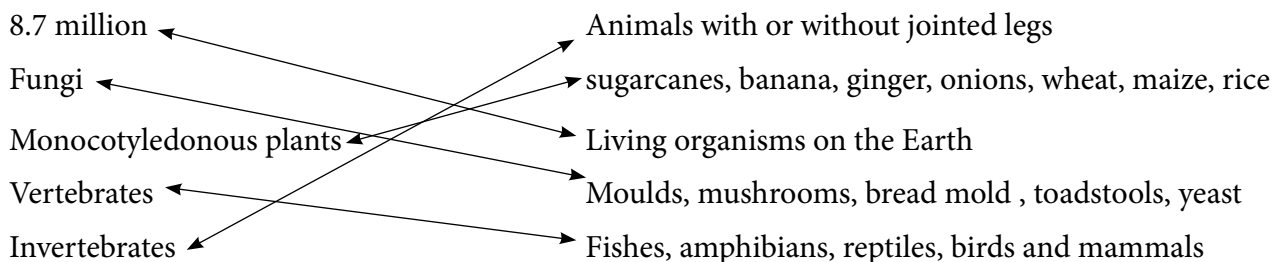 8.7 million Animals with or without jointed legs
Fungi sugarcanes, banana, ginger, onions, wheat, maize, rice
Monocotyledonous plants Living organisms on the Earth
Vertebrates Moulds, mushrooms, bread mold , toadstools, yeast
Invertebrates Fishes, amphibians, reptiles, birds and mammals